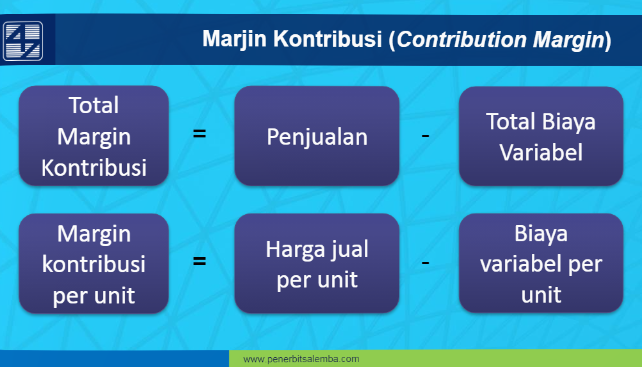 Marjin Kontribusi (Contribution Margin)
Total
Margin
Kontribusi
=
Penjualan
-
Total Biaya
Variabel
Margin
kontribusi
per unit
=
Harga jual
per unit
-
Biaya
variabel per
unit
www.penerbitsalemba.com